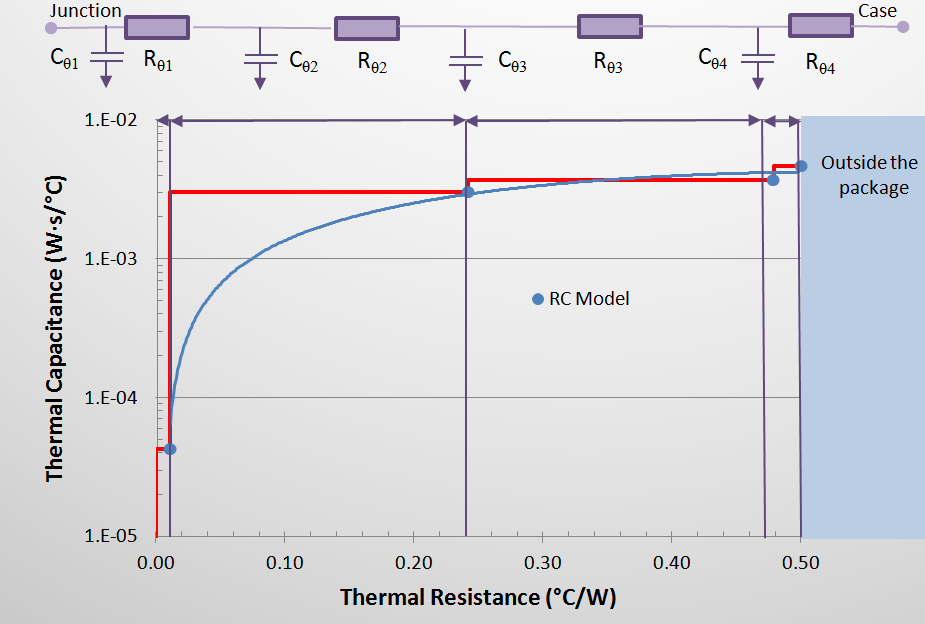 Junction
Case
Cθ1
Rθ1
Cθ2
Rθ2
Cθ3
Rθ3
Cθ4
Rθ4
1.E-02
1.E-03
1.E-04
1.E-05
Thermal Capacitance (W·s/°C)
Outside the
package
RC Model
0.00
0.10
0.20
0.30
0.40
0.50
Thermal Resistance (°C/W)